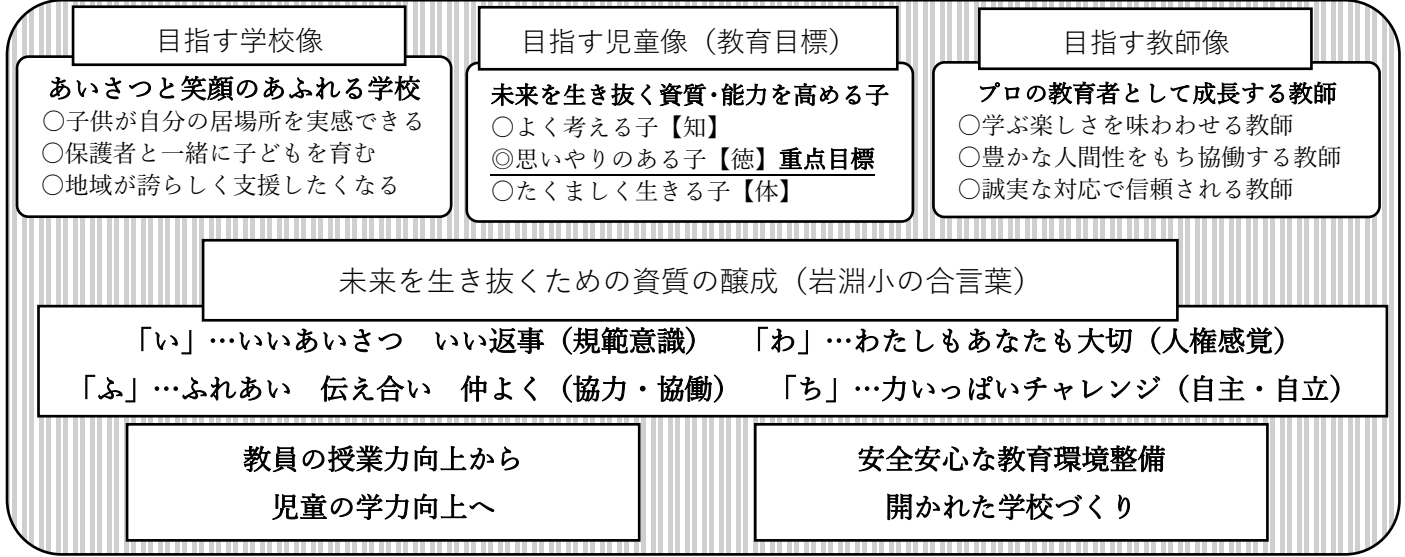 目指す学校像
あいさつと笑顔のあふれる学校
○子供が自分の居場所を実感できる
○保護者と一緒に子どもを育む
○地域が誇らしく支援したくなる
目指す児童像（教育目標）
未来を生き抜く資質・能力を高める子
○よく考える子【知】
◎思いやりのある子【徳】重点目標
○たくましく生きる子【体】
目指す教師像
プロの教育者として成長する教師
○学ぶ楽しさを味わわせる教師
○豊かな人間性をもち協働する教師
○誠実な対応で信頼される教師
未来を生き抜くための資質の醸成（岩淵小の合言葉）
「い」…いいあいさつ　いい返事（規範意識）　「わ」…わたしもあなたも大切（人権感覚）
「ふ」…ふれあい　伝え合い　仲よく（協力・協働）　「ち」…力いっぱいチャレンジ（自主・自立）
教員の授業力向上から
児童の学力向上へ
安全安心な教育環境整備
開かれた学校づくり